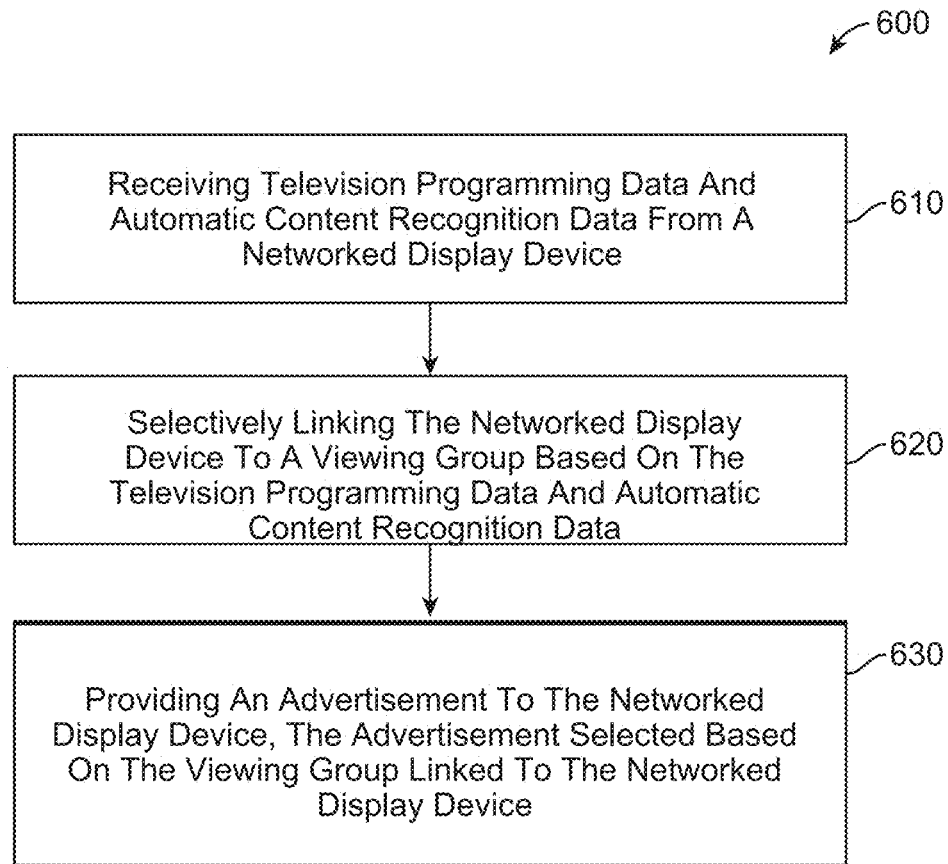 600
Receiving Television Programming Data And
Automatic Content Recognition Data From A
Networked Display Device
610
Selectively Linking The Networked Display
Device To A Viewing Group Based On The
Television Programming Data And Automatic
Content Recognition Data
620
Providing An Advertisement To The Networked
Display Device, The Advertisement Selected Based
On The Viewing Group Linked To The Networked
Display Device
630